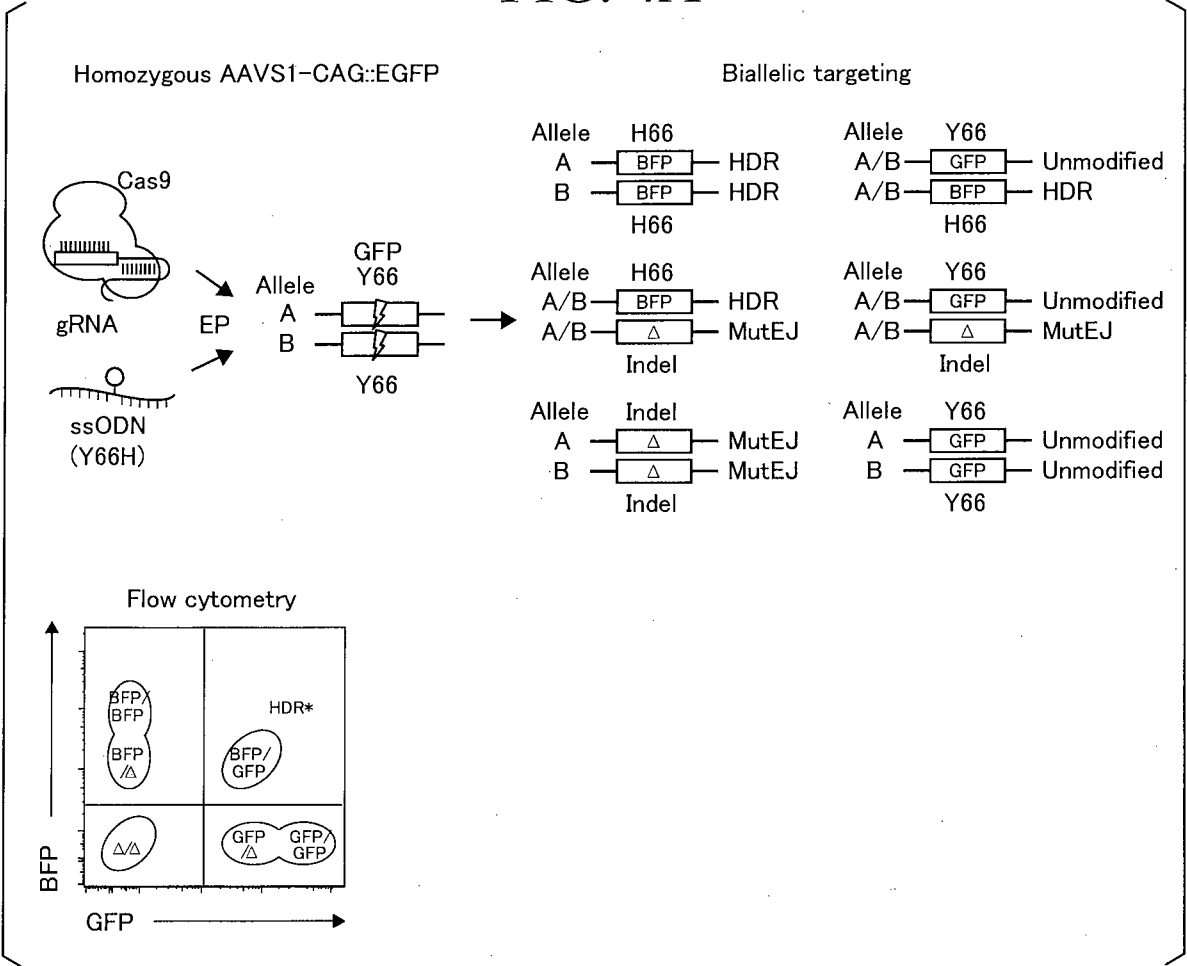 Homozygous AAVS1-CAG::EGFP
Cas9
gRNA
EP
ssODN
(Y66H)
GFP
Y66
Allele
A
B
Y66
Biallelic targeting
Allele H66
A BFP HDR
B BFP HDR
H66
Allele Y66
A/B GFP Unmodified
A/B BFP HDR
H66
Allele H66
A/B BFP HDR
A/B Δ MutEJ
Indel
Allele Y66
A/B GFP Unmodified
A/B Δ MutEJ
Indel
Allele Indel
A Δ MutEJ
B Δ MutEJ
Indel
Allele Y66
A GFP Unmodified
B GFP Unmodified
Y66
Flow cytometry
BFP/
BFP
BFP
/Δ
HDR*
BFP/
GFP
Δ/Δ
GFP
/Δ
GFP/
GFP
BFP
GFP